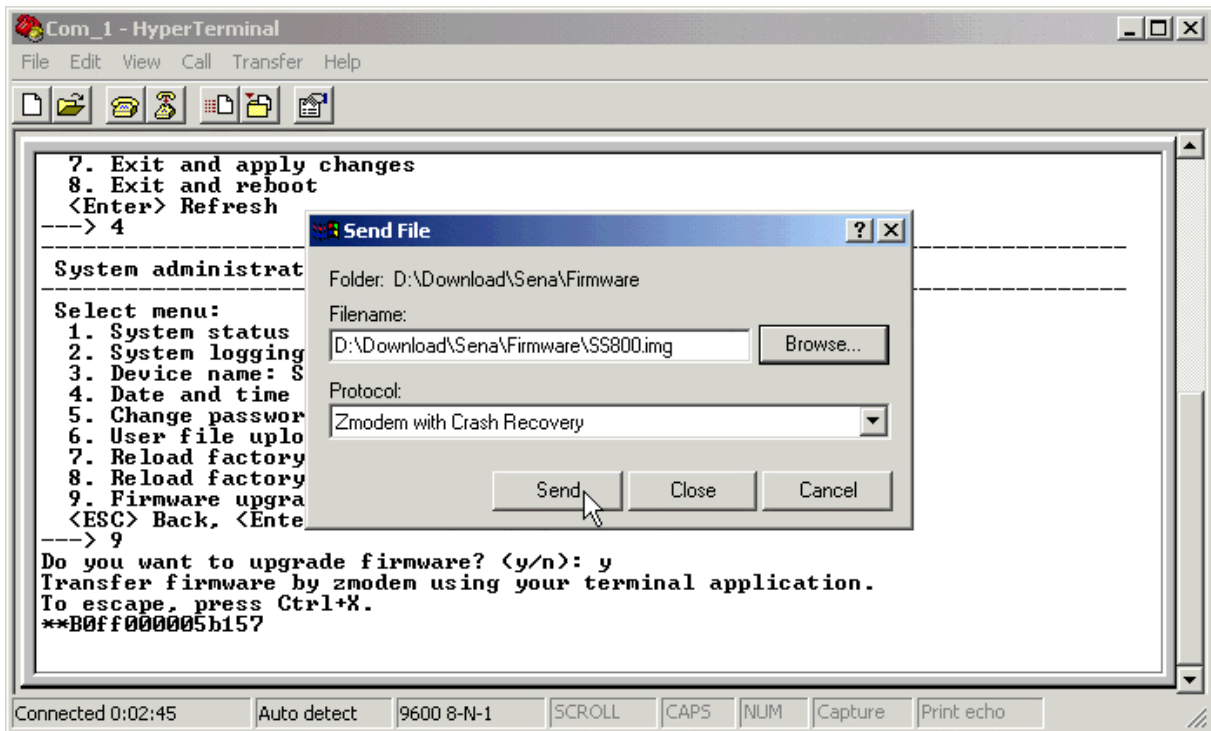 Com_1 - HyperTerminal
File Edit View Call Transfer Help
7. Exit and apply changes
8. Exit and reboot
<Enter> Refresh
---> 4
System administrat
Select menu:
1. System status
2. System logging
3. Device name: S
4. Date and time
5. Change passwor
6. User file uplo
7. Reload factory
8. Reload factory
9. Firmware upgra
<ESC> Back, <Ente
---> 9
Do you want to upgrade firmware? (y/n): y
Transfer firmware by zmodem using your terminal application.
To escape, press Ctrl+X.
**B0ff000005b157
Send File
Folder: D:\Download\Sena\Firmware
Filename:
D:\Download\Sena\Firmware\SS800.img
Browse...
Protocol:
Zmodem with Crash Recovery
Send Close Cancel
Connected 0:02:45 Auto detect 9600 8-N-1 SCROLL CAPS NUM Capture Print echo